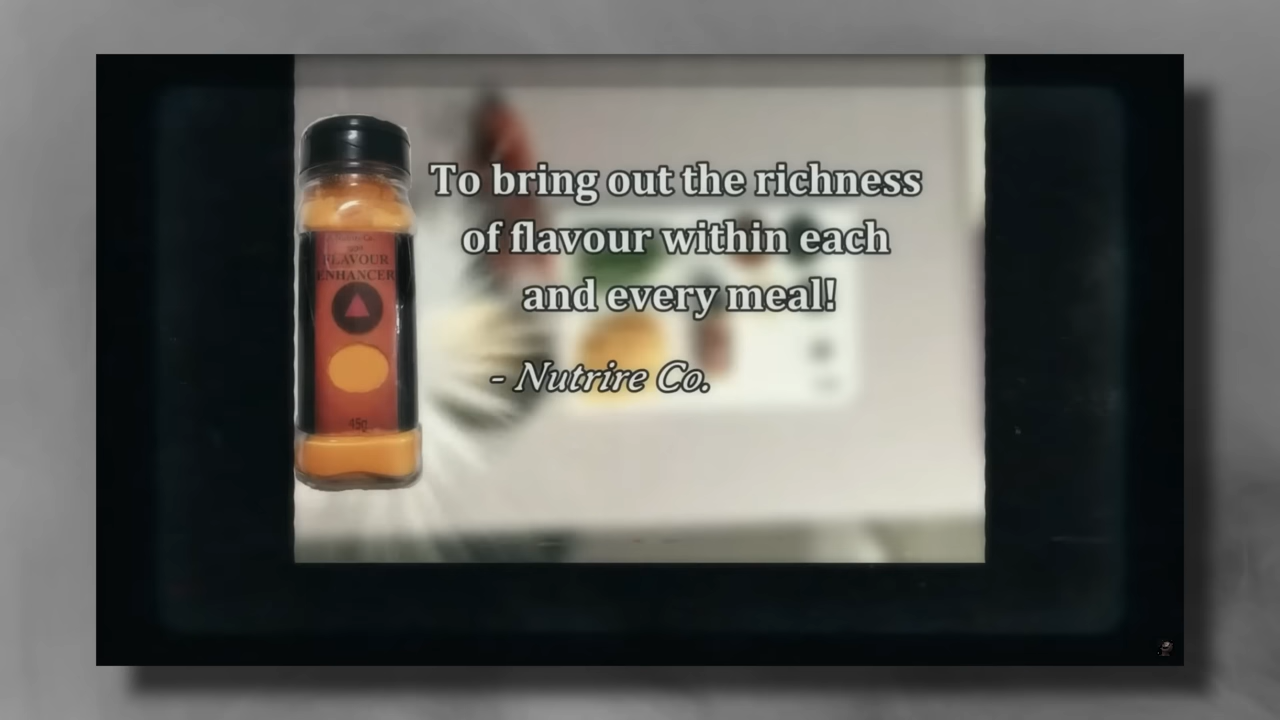 To bring out the richness
of flavour within each
and every meal!
- Nutrire Co.
FLAVOUR
ENHANCER
45g